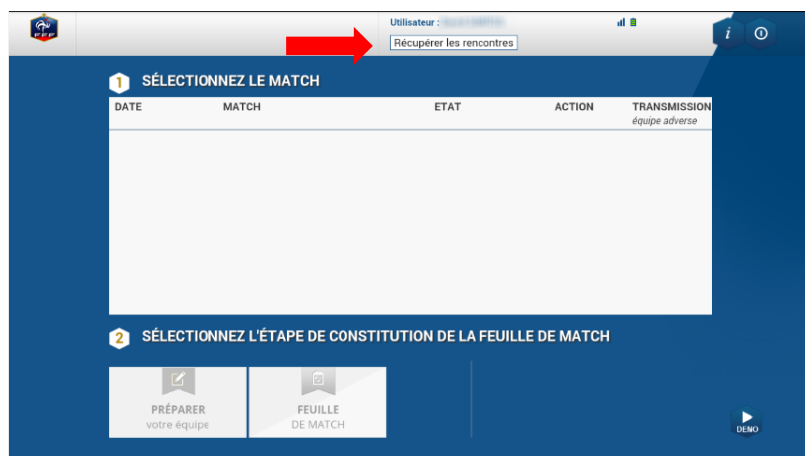 Utilisateur :
Récupérer les rencontres
i
FFF
1 SÉLECTIONNEZ LE MATCH
DATE MATCH ETAT ACTION TRANSMISSION
équipe adverse
2 SÉLECTIONNEZ L'ÉTAPE DE CONSTITUTION DE LA FEUILLE DE MATCH
PRÉPARER
votre équipe
FEUILLE
DE MATCH
DEMO